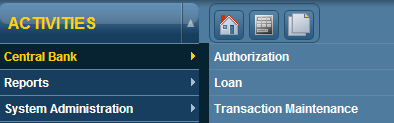 ACTIVITIES
Central Bank
Reports
System Administration
Authorization
Loan
Transaction Maintenance